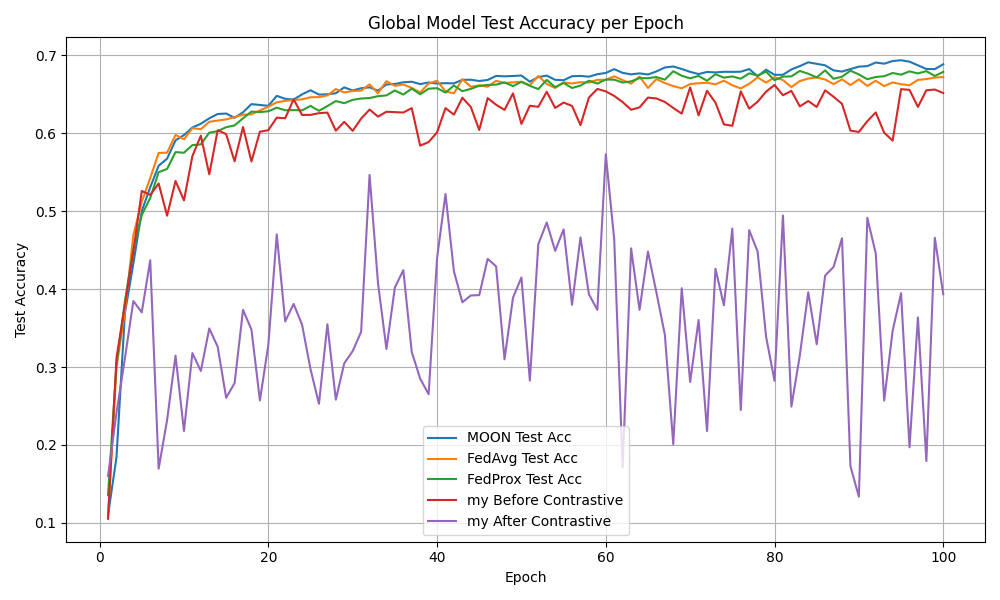 Global Model Test Accuracy per Epoch
Test Accuracy
0.7
0.6
0.5
0.4
0.3
0.2
0.1
MOON Test Acc
FedAvg Test Acc
FedProx Test Acc
my Before Contrastive
my After Contrastive
0 20 40 60 80 100
Epoch